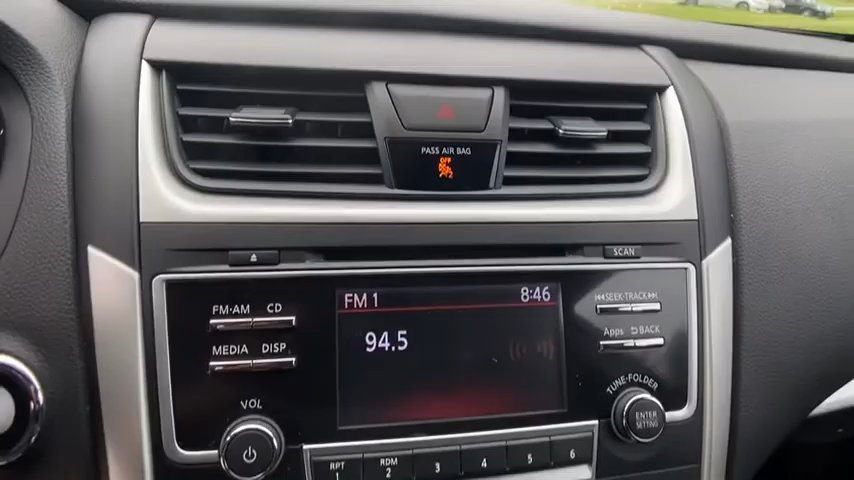 PASS AIR BAG
OFF
2
SCAN
FM 1 8:46
94.5
FM·AM CD
MEDIA DISP
SEEK·TRACK
Apps BACK
TUNE·FOLDER
ENTER
SETTING
VOL
RPT RDM
1 2 3 4 5 6